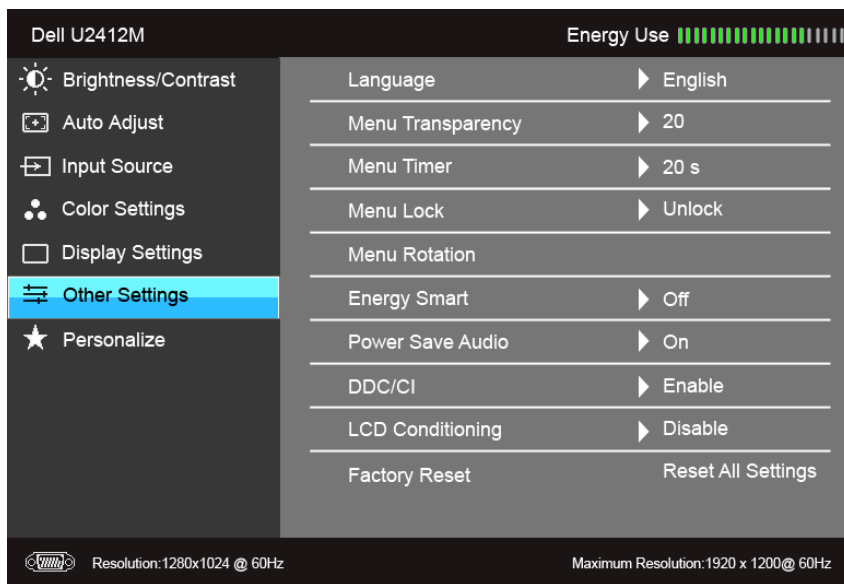 Dell U2412M Energy Use
Brightness/Contrast
Auto Adjust
Input Source
Color Settings
Display Settings
Other Settings
Personalize
Language English
Menu Transparency 20
Menu Timer 20 s
Menu Lock Unlock
Menu Rotation
Energy Smart Off
Power Save Audio On
DDC/CI Enable
LCD Conditioning Disable
Factory Reset Reset All Settings
Resolution:1280x1024 @ 60Hz Maximum Resolution:1920 x 1200@ 60Hz